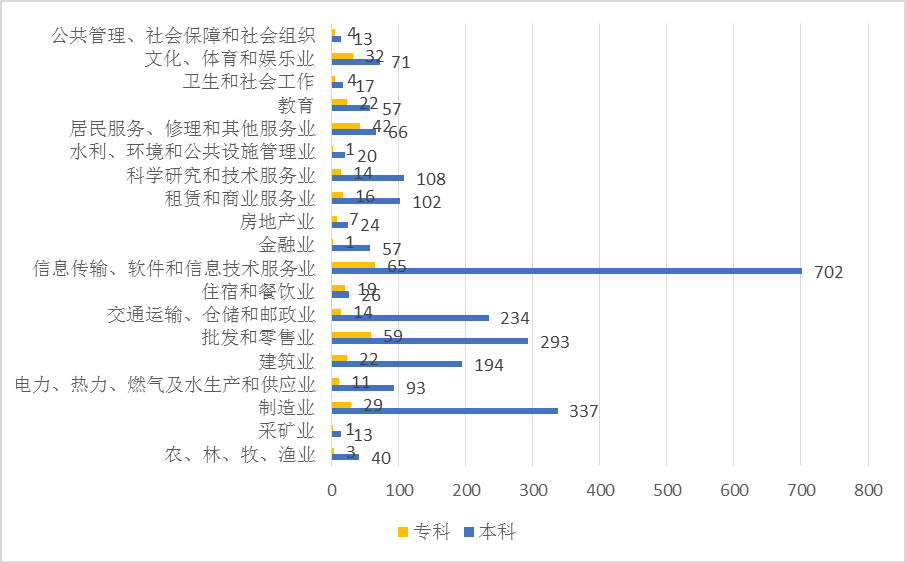 公共管理、社会保障和社会组织 4 13
文化、体育和娱乐业 32 71
卫生和社会工作 4 17
教育 22 57
居民服务、修理和其他服务业 42 66
水利、环境和公共设施管理业 1 20
科学研究和技术服务业 14 108
租赁和商业服务业 16 102
房地产业 7 24
金融业 1 57
信息传输、软件和信息技术服务业 65 702
住宿和餐饮业 19 26
交通运输、仓储和邮政业 14 234
批发和零售业 59 293
建筑业 22 194
电力、热力、燃气及水生产和供应业 11 93
制造业 29 337
采矿业 1 13
农、林、牧、渔业 3 40
0 100 200 300 400 500 600 700 800
专科 本科